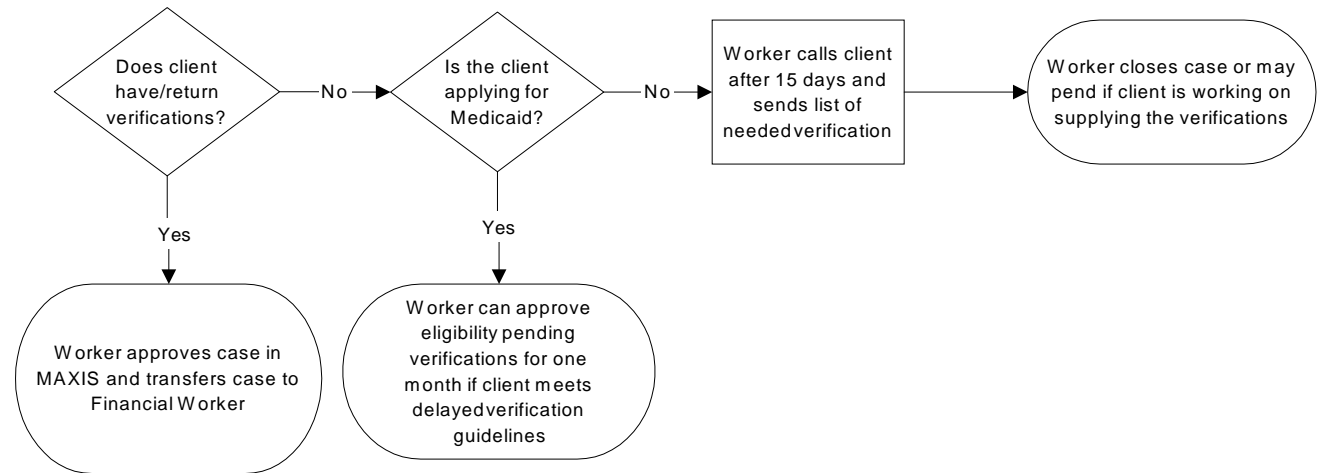 Does client
have/return
verifications?
No
Is the client
applying for
Medicaid?
No
Worker calls client
after 15 days and
sends list of
needed verification
Worker closes case or may
pend if client is working on
supplying the verifications
Yes
Yes
Worker approves case in
MAXIS and transfers case to
Financial Worker
Worker can approve
eligibility pending
verifications for one
month if client meets
delayed verification
guidelines